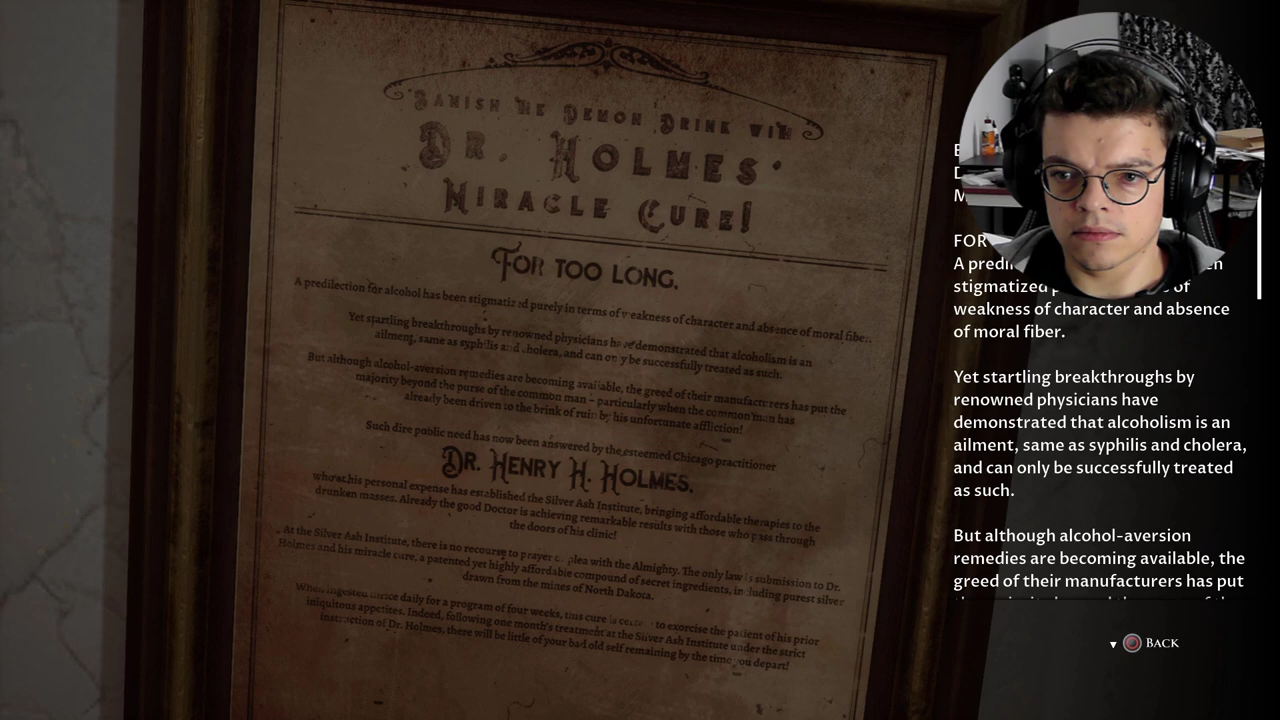 BANISH THE DEMON DRINK WITH
DR. HOLMES'
MIRACLE CURE!
FOR TOO LONG,
A predilection for alcohol has been stigmatized purely in terms of weakness of character and absence of moral fiber.
Yet startling breakthroughs by renowned physicians have demonstrated that alcoholism is an
ailment, same as syphilis and cholera, and can only be successfully treated as such.
But although alcohol-aversion remedies are becoming available, the greed of their manufacturers has put the
majority beyond the purse of the common man – particularly when the common man has
already been driven to the brink of ruin by his unfortunate affliction!
Such dire public need has now been answered by the esteemed Chicago practitioner
DR. HENRY H. HOLMES,
who at his personal expense has established the Silver Ash Institute, bringing affordable therapies to the
drunken masses. Already the good Doctor is achieving remarkable results with those who pass through
the doors of his clinic!
At the Silver Ash Institute, there is no recourse to prayer or plea with the Almighty. The only law is submission to Dr.
Holmes and his miracle cure, a patented yet highly affordable compound of secret ingredients, including purest silver
drawn from the mines of North Dakota.
When ingested thrice daily for a program of four weeks, this cure is certain to exorcise the patient of his prior
iniquitous appetites. Indeed, following one month's treatment at the Silver Ash Institute under the strict
instruction of Dr. Holmes, there will be little of your bad old self remaining by the time you depart!
FOR
A
stigmatized of
weakness of character and absence
of moral fiber.
Yet startling breakthroughs by
renowned physicians have
demonstrated that alcoholism is an
ailment, same as syphilis and cholera,
and can only be successfully treated
as such.
But although alcohol-aversion
remedies are becoming available, the
greed of their manufacturers has put
BACK